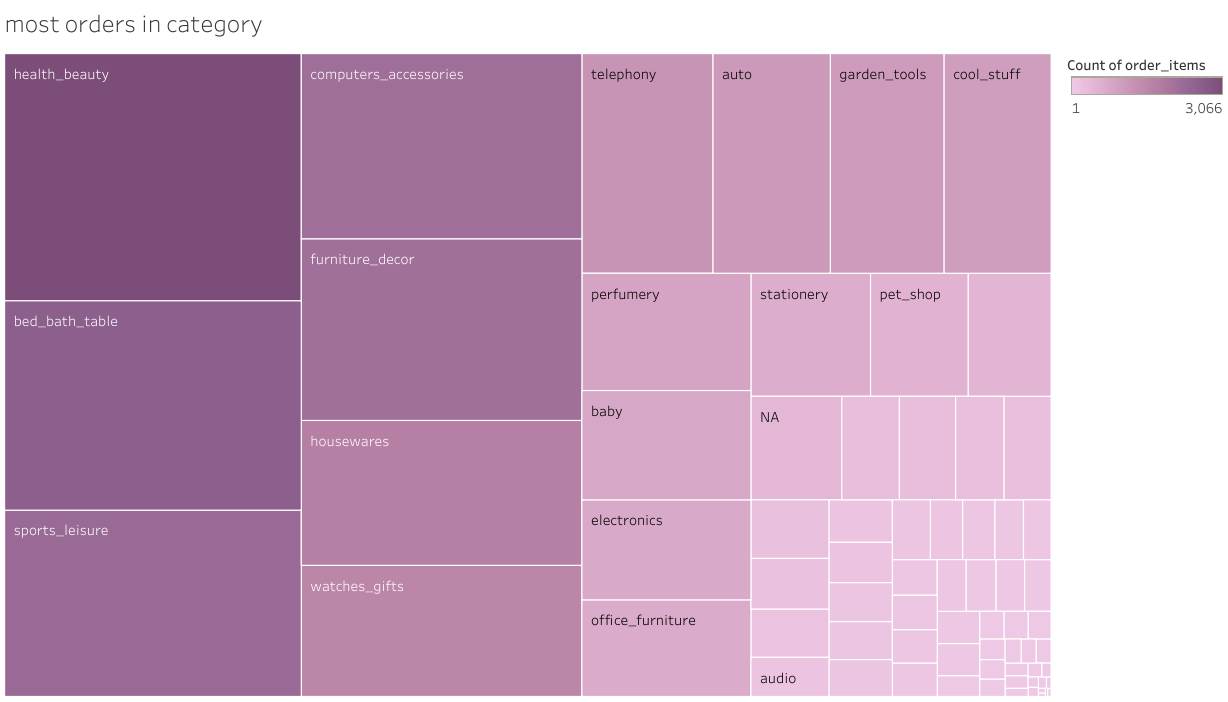 most orders in category
health_beauty
computers_accessories
telephony
auto
garden_tools
cool_stuff
Count of order_items
1
3,066
furniture_decor
perfumery
stationery
pet_shop
bed_bath_table
baby
NA
housewares
sports_leisure
electronics
watches_gifts
office_furniture
audio